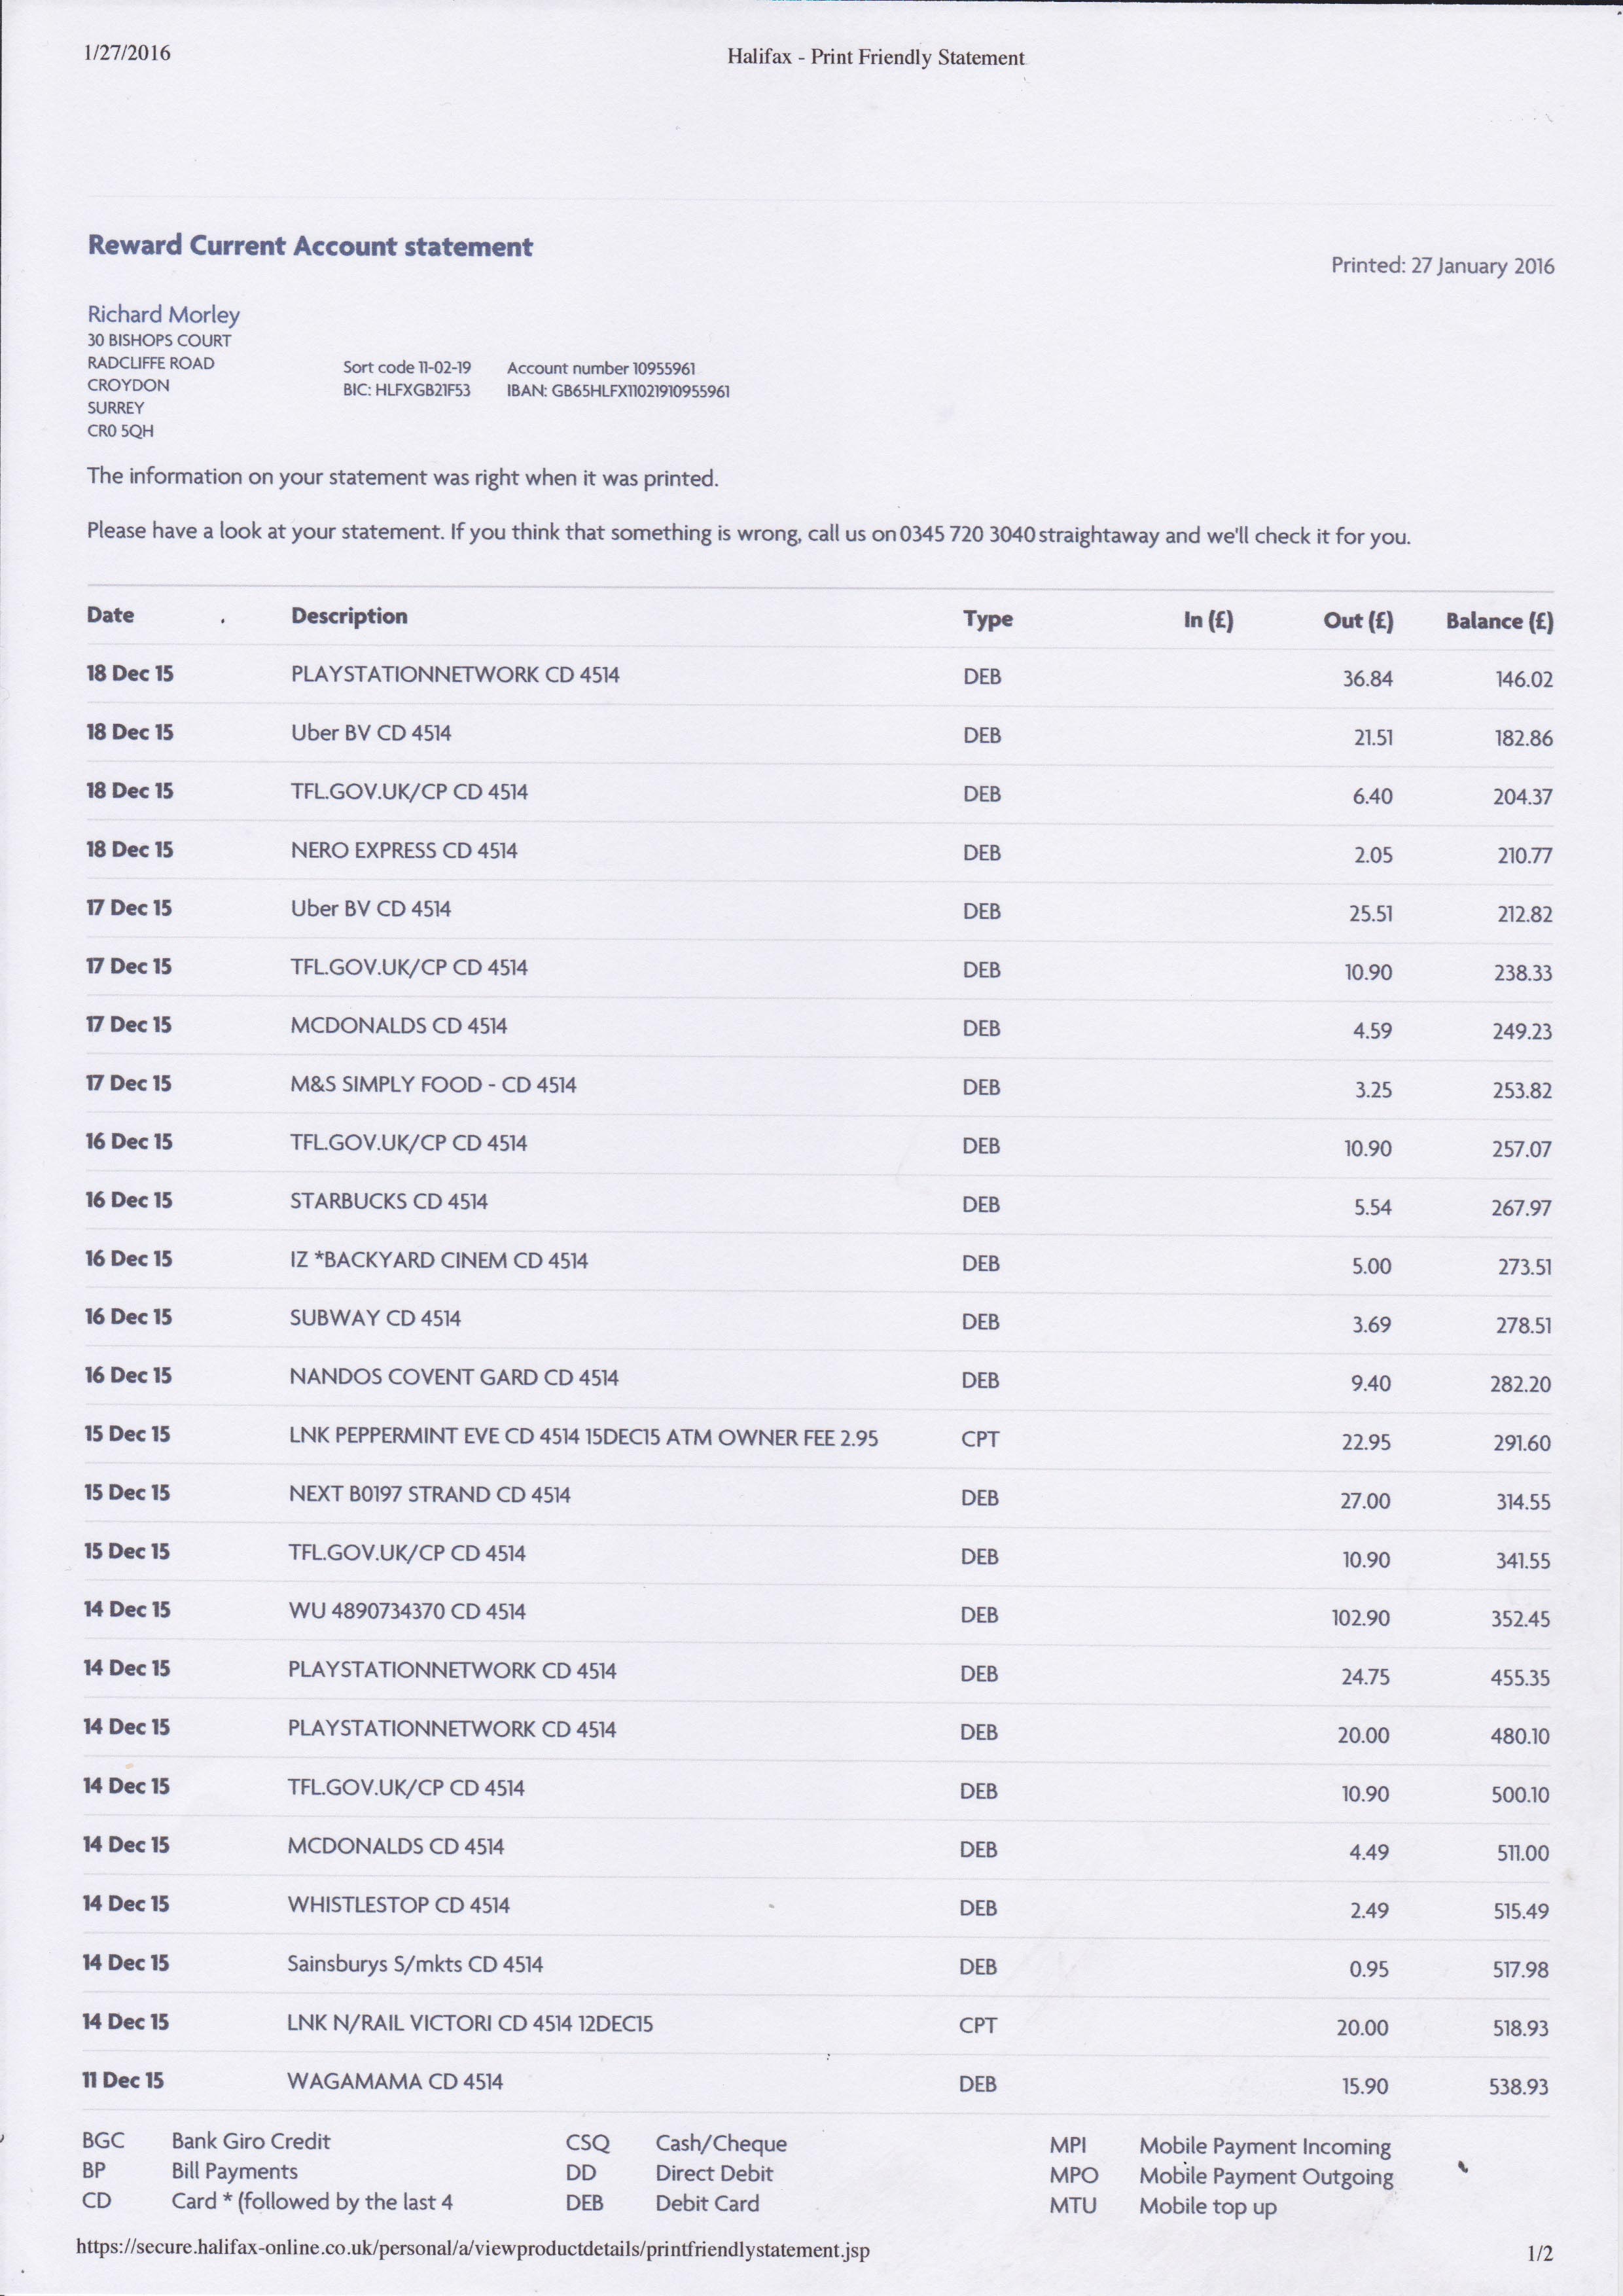 1/27/2016 Halifax - Print Friendly Statement
Reward Current Account statement
Printed: 27 January 2016
Richard Morley
30 BISHOPS COURT
RADCLIFFE ROAD
CROYDON
SURREY
CR0 5QH
Sort code 11-02-19 Account number 10955961
BIC: HLFXGB21F53 IBAN: GB65HLFX11021910955961
The information on your statement was right when it was printed.
Please have a look at your statement. If you think that something is wrong, call us on 0345 720 3040 straightaway and we'll check it for you.
Date Description Type In (£) Out (£) Balance (£)
18 Dec 15 PLAYSTATIONNETWORK CD 4514 DEB 36.84 146.02
18 Dec 15 Uber BV CD 4514 DEB 21.51 182.86
18 Dec 15 TFL.GOV.UK/CP CD 4514 DEB 6.40 204.37
18 Dec 15 NERO EXPRESS CD 4514 DEB 2.05 210.77
17 Dec 15 Uber BV CD 4514 DEB 25.51 212.82
17 Dec 15 TFL.GOV.UK/CP CD 4514 DEB 10.90 238.33
17 Dec 15 MCDONALDS CD 4514 DEB 4.59 249.23
17 Dec 15 M&S SIMPLY FOOD - CD 4514 DEB 3.25 253.82
16 Dec 15 TFL.GOV.UK/CP CD 4514 DEB 10.90 257.07
16 Dec 15 STARBUCKS CD 4514 DEB 5.54 267.97
16 Dec 15 IZ *BACKYARD CINEM CD 4514 DEB 5.00 273.51
16 Dec 15 SUBWAY CD 4514 DEB 3.69 278.51
16 Dec 15 NANDOS COVENT GARD CD 4514 DEB 9.40 282.20
15 Dec 15 LNK PEPPERMINT EVE CD 4514 15DEC15 ATM OWNER FEE 2.95 CPT 22.95 291.60
15 Dec 15 NEXT B0197 STRAND CD 4514 DEB 27.00 314.55
15 Dec 15 TFL.GOV.UK/CP CD 4514 DEB 10.90 341.55
14 Dec 15 WU 4890734370 CD 4514 DEB 102.90 352.45
14 Dec 15 PLAYSTATIONNETWORK CD 4514 DEB 24.75 455.35
14 Dec 15 PLAYSTATIONNETWORK CD 4514 DEB 20.00 480.10
14 Dec 15 TFL.GOV.UK/CP CD 4514 DEB 10.90 500.10
14 Dec 15 MCDONALDS CD 4514 DEB 4.49 511.00
14 Dec 15 WHISTLESTOP CD 4514 DEB 2.49 515.49
14 Dec 15 Sainsburys S/mkts CD 4514 DEB 0.95 517.98
14 Dec 15 LNK N/RAIL VICTORI CD 4514 12DEC15 CPT 20.00 518.93
11 Dec 15 WAGAMAMA CD 4514 DEB 15.90 538.93
BGC Bank Giro Credit CSQ Cash/Cheque MPI Mobile Payment Incoming
BP Bill Payments DD Direct Debit MPO Mobile Payment Outgoing
CD Card * (followed by the last 4 DEB Debit Card MTU Mobile top up
https://secure.halifax-online.co.uk/personal/a/viewproductdetails/printfriendlystatement.jsp 1/2